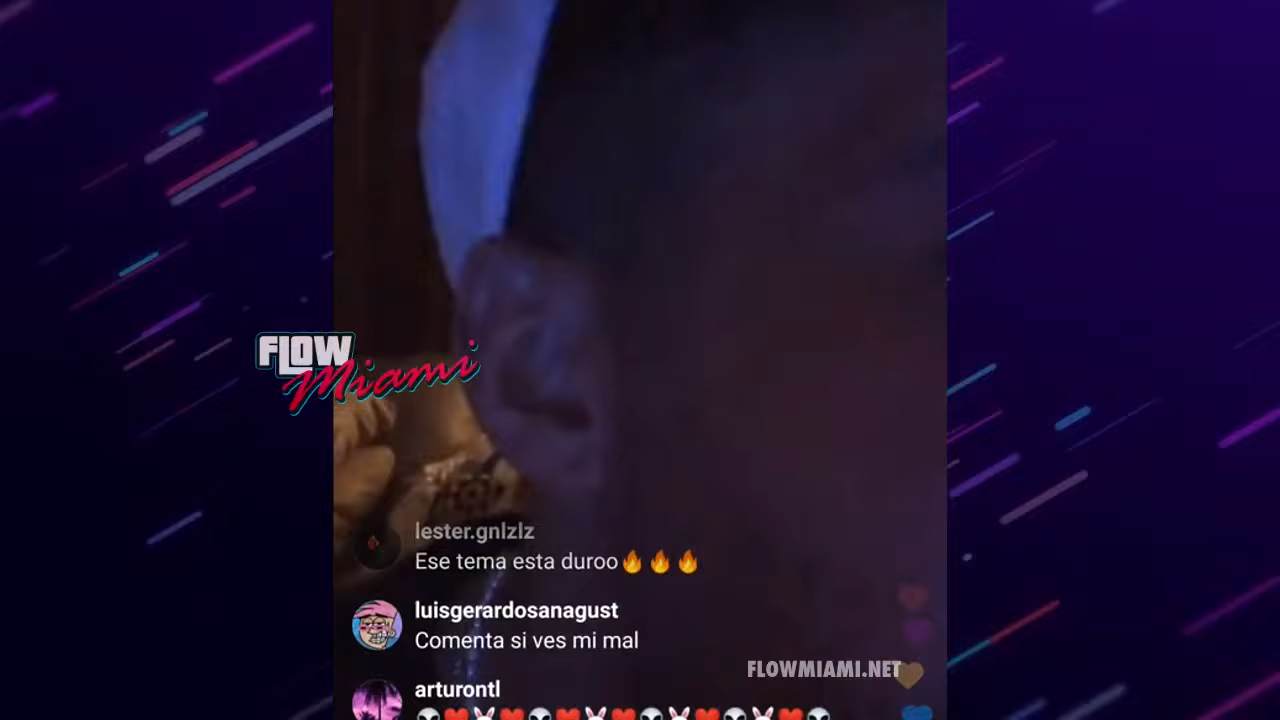 FLOW
Miami
lester.gnlzlz
Ese tema esta duroo🔥🔥🔥
luisgerardosanagust
Comenta si ves mi mal
FLOWMIAMI.NET
arturontl
👽❤️🐰❤️👽❤️🐰❤️👽🐰❤️👽🐰❤️👽